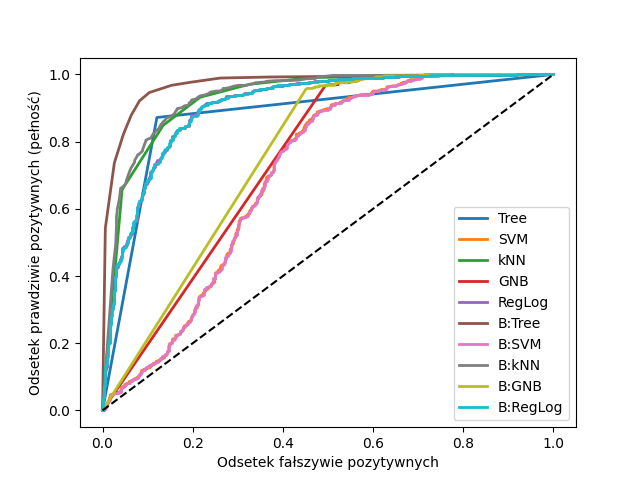 Odsetek prawdziwie pozytywnych (pełność)
1.0
0.8
0.6
0.4
0.2
0.0
Tree
SVM
kNN
GNB
RegLog
B:Tree
B:SVM
B:kNN
B:GNB
B:RegLog
0.0 0.2 0.4 0.6 0.8 1.0
Odsetek fałszywie pozytywnych